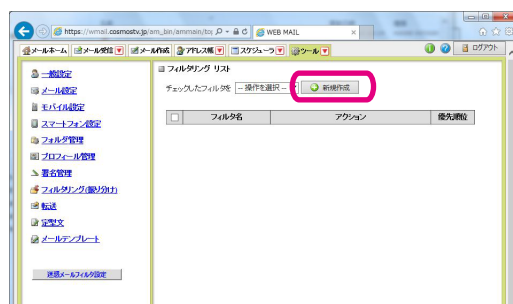 https://wmail.cosmostv.jp/am_bin/ammain/toj
WEB MAIL
メールホーム メール受信 メール作成 アドレス帳 スケジューラ ツール ログアウト
一般設定
メール設定
モバイル設定
スマートフォン設定
フォルダ管理
プロフィール管理
署名管理
フィルタリング(振り分け)
転送
定型文
メールテンプレート
迷惑メールフィルタ設定
フィルタリング リスト
チェックしたフィルタを -- 操作を選択 -- 新規作成
フィルタ名 アクション 優先順位